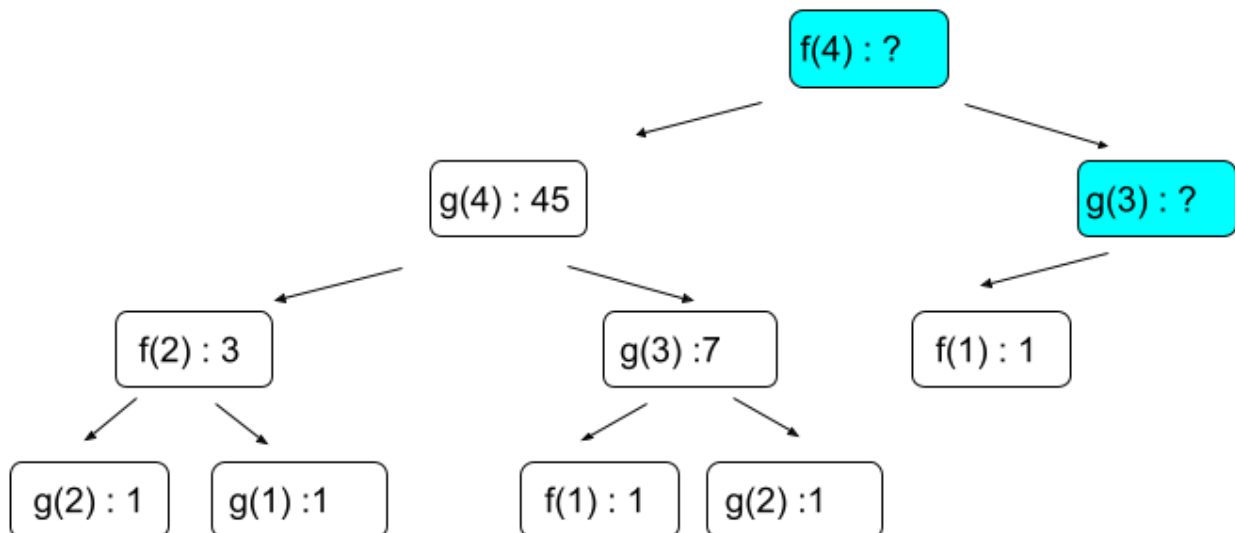 f(4) : ?
g(4) : 45
g(3) : ?
f(2) : 3
g(3) :7
f(1) : 1
g(2) : 1
g(1) :1
f(1) : 1
g(2) :1